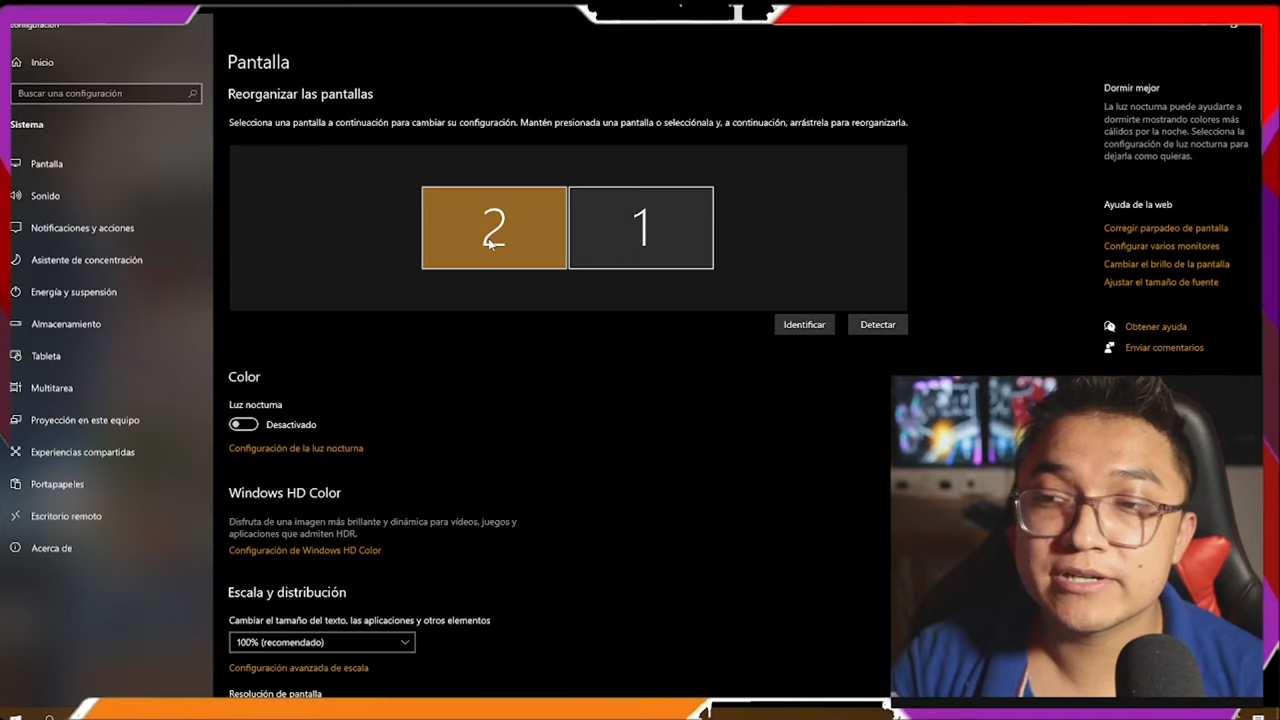 Configuración
Inicio
Buscar una configuración
Sistema
Pantalla
Sonido
Notificaciones y acciones
Asistente de concentración
Energía y suspensión
Almacenamiento
Tableta
Multitarea
Proyección en este equipo
Experiencias compartidas
Portapapeles
Escritorio remoto
Acerca de
Pantalla
Reorganizar las pantallas
Selecciona una pantalla a continuación para cambiar su configuración. Mantén presionada una pantalla o selecciónala y, a continuación, arrástrela para reorganizarla.
2
1
Identificar
Detectar
Color
Luz nocturna
Desactivado
Configuración de la luz nocturna
Windows HD Color
Disfruta de una imagen más brillante y dinámica para vídeos, juegos y
aplicaciones que admiten HDR.
Configuración de Windows HD Color
Escala y distribución
Cambiar el tamaño del texto, las aplicaciones y otros elementos
100% (recomendado)
Configuración avanzada de escala
Resolución de pantalla
Dormir mejor
La luz nocturna puede ayudarte a
dormirte mostrando colores más
cálidos por la noche. Selecciona la
configuración de luz nocturna para
dejarla como quieras.
Ayuda de la web
Corregir parpadeo de pantalla
Configurar varios monitores
Cambiar el brillo de la pantalla
Ajustar el tamaño de fuente
Obtener ayuda
Enviar comentarios